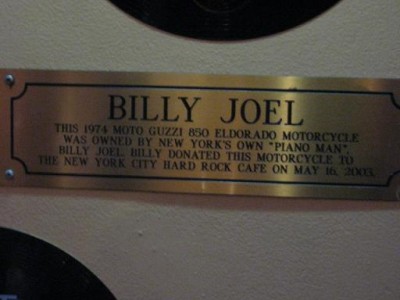 BILLY JOEL
THIS 1974 MOTO GUZZI 850 ELDORADO MOTORCYCLE
WAS OWNED BY NEW YORK'S OWN "PIANO MAN",
BILLY JOEL. BILLY DONATED THIS MOTORCYCLE TO
THE NEW YORK CITY HARD ROCK CAFE ON MAY 16, 2003.